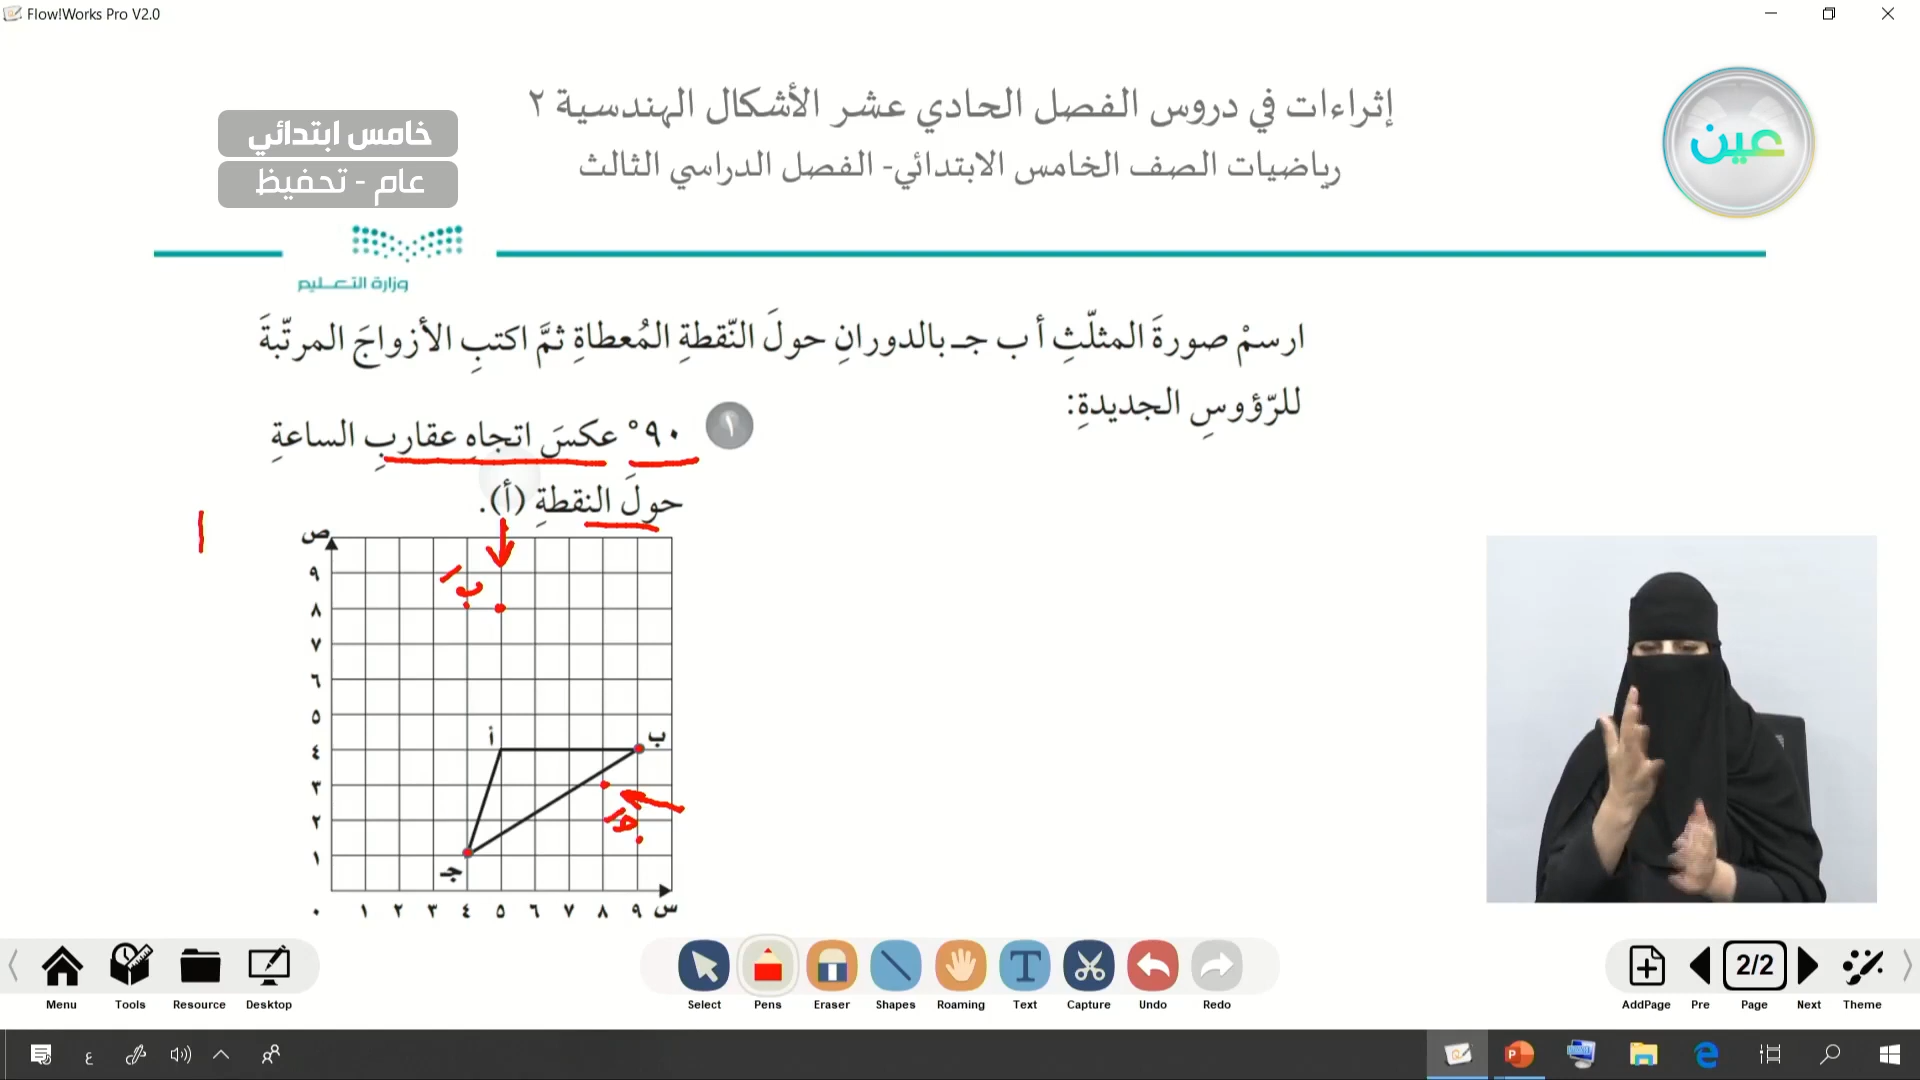 Flow!Works Pro V2.0
إثراءات في دروس الفصل الحادي عشر الأشكال الهندسية ٢
رياضيات الصف الخامس الابتدائي- الفصل الدراسي الثالث
خامس ابتدائي
عام - تحفيظ
عين
وزارة التعليم
ارسمْ صورةَ المثلّثِ أ ب جـ بالدورانِ حولَ النّقطةِ المُعطاةِ ثمَّ اكتبِ الأزواجَ المرتّبةَ
للرّؤوسِ الجديدةِ:
١
٩٠° عكسَ اتجاهِ عقاربِ الساعةِ
حولَ النقطةِ (أ).
ا
ص
٩
٨
٧
٦
٥
٤
٣
٢
١
بَ
أ
ب
جـَ
جـ
٠ ١ ٢ ٣ ٤ ٥ ٦ ٧ ٨ ٩ س
Menu Tools Resource Desktop
Select Pens Eraser Shapes Roaming Text Capture Undo Redo
2/2
AddPage Pre Page Next Theme
ع